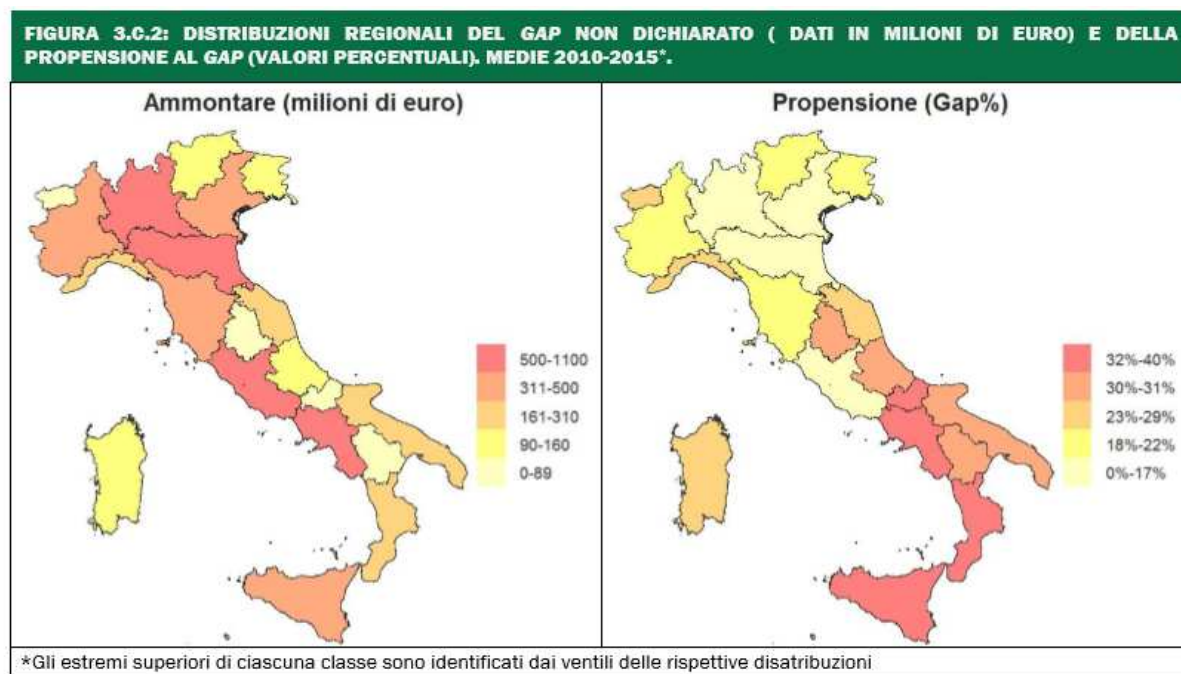 FIGURA 3.C.2: DISTRIBUZIONI REGIONALI DEL GAP NON DICHIARATO ( DATI IN MILIONI DI EURO) E DELLA
PROPENSIONE AL GAP (VALORI PERCENTUALI). MEDIE 2010-2015*.
Ammontare (milioni di euro)
500-1100
311-500
161-310
90-160
0-89
Propensione (Gap%)
32%-40%
30%-31%
23%-29%
18%-22%
0%-17%
*Gli estremi superiori di ciascuna classe sono identificati dai ventili delle rispettive disatribuzioni